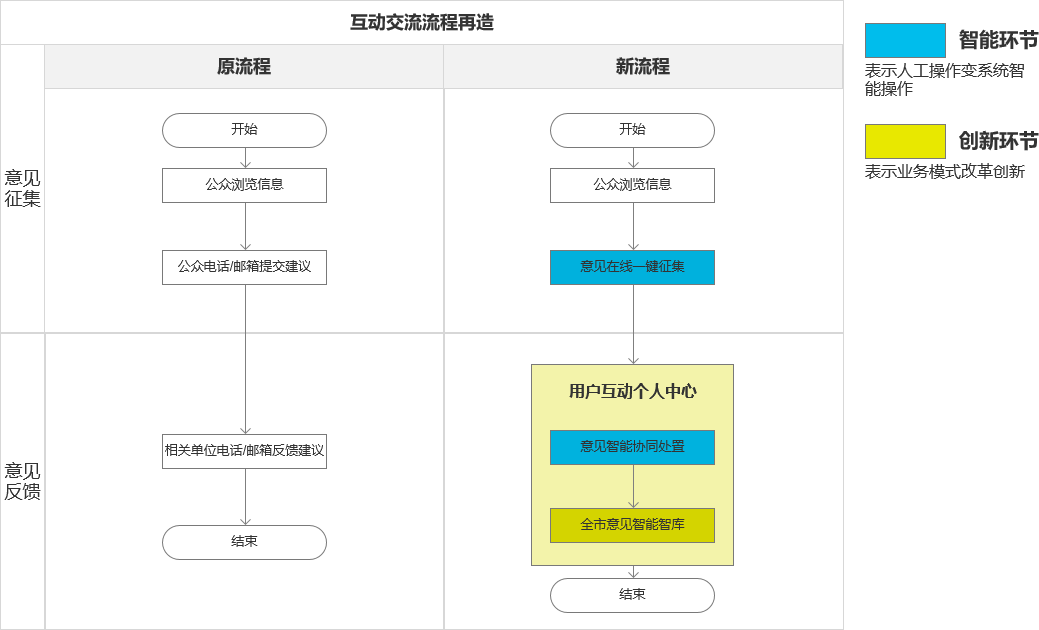 互动交流流程再造
原流程
新流程
意见
征集
开始
公众浏览信息
公众电话/邮箱提交建议
开始
公众浏览信息
意见在线一键征集
意见
反馈
相关单位电话/邮箱反馈建议
结束
用户互动个人中心
意见智能协同处置
全市意见智能智库
结束
智能环节
表示人工操作变系统智
能操作
创新环节
表示业务模式改革创新